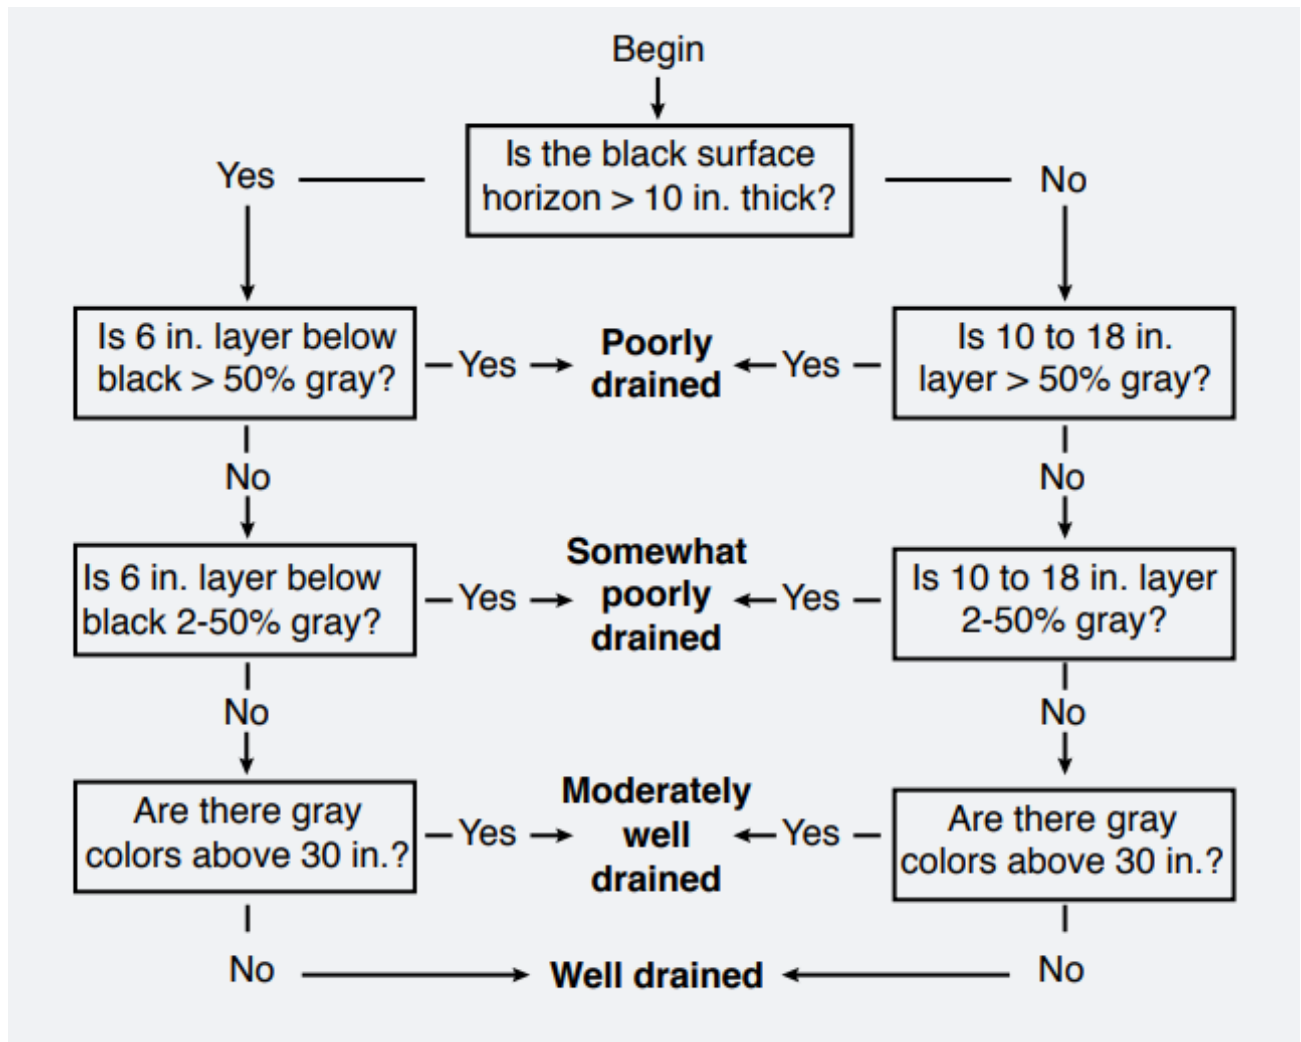 Begin
Is the black surface
horizon > 10 in. thick?
Yes
No
Is 6 in. layer below
black > 50% gray?
Yes
Poorly
drained
Yes
Is 10 to 18 in.
layer > 50% gray?
No
No
Is 6 in. layer below
black 2-50% gray?
Yes
Somewhat
poorly
drained
Yes
Is 10 to 18 in. layer
2-50% gray?
No
No
Are there gray
colors above 30 in.?
Yes
Moderately
well
drained
Yes
Are there gray
colors above 30 in.?
No
Well drained
No